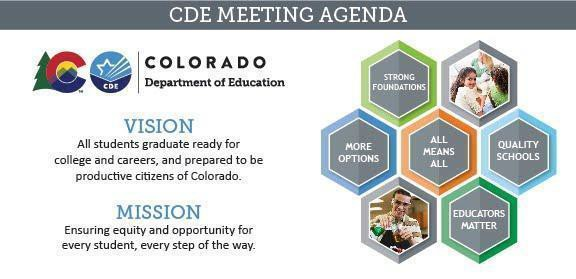 CDE MEETING AGENDA
COLORADO
Department of Education
CDE
TM
VISION
All students graduate ready for
college and careers, and prepared to be
productive citizens of Colorado.
MISSION
Ensuring equity and opportunity for
every student, every step of the way.
STRONG
FOUNDATIONS
MORE
OPTIONS
ALL
MEANS
ALL
QUALITY
SCHOOLS
EDUCATORS
MATTER